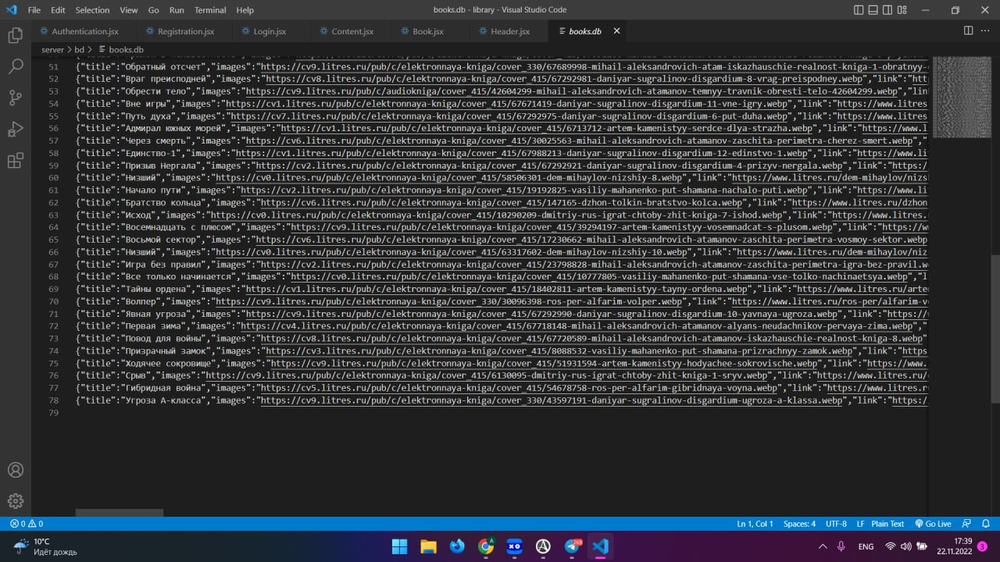 File Edit Selection View Go Run Terminal Help books.db - library - Visual Studio Code
Authentication.jsx Registration.jsx Login.jsx Content.jsx Book.jsx Header.jsx books.db
server > bd > books.db
51 {"title":"Обратный отсчет","images":"https://cv9.litres.ru/pub/c/elektronnaya-kniga/cover_330/67689998-mihail-aleksandrovich-atam-iskazhauschie-realnost-kniga-1-obratnyy-
52 {"title":"Враг преисподней","images":"https://cv8.litres.ru/pub/c/elektronnaya-kniga/cover_415/67292981-daniyar-sugralinov-disgardium-8-vrag-preispodney.webp","link":"htt
53 {"title":"Обрести тело","images":"https://cv9.litres.ru/pub/c/audiokniga/cover_415/42604299-mihail-aleksandrovich-atamanov-temnyy-travnik-obresti-telo-42604299.webp","link
54 {"title":"Вне игры","images":"https://cv1.litres.ru/pub/c/elektronnaya-kniga/cover_415/67671419-daniyar-sugralinov-disgardium-11-vne-igry.webp","link":"https://www.litres
55 {"title":"Путь духа","images":"https://cv7.litres.ru/pub/c/elektronnaya-kniga/cover_415/67292975-daniyar-sugralinov-disgardium-6-put-duha.webp","link":"https://www.litres
56 {"title":"Адмирал южных морей","images":"https://cv1.litres.ru/pub/c/elektronnaya-kniga/cover_415/6713712-artem-kamenistyy-serdce-dlya-strazha.webp","link":"https://www.l
57 {"title":"Через смерть","images":"https://cv6.litres.ru/pub/c/elektronnaya-kniga/cover_415/30025563-mihail-aleksandrovich-atamanov-zaschita-perimetra-cherez-smert.webp","
58 {"title":"Единство-1","images":"https://cv1.litres.ru/pub/c/elektronnaya-kniga/cover_415/67988213-daniyar-sugralinov-disgardium-12-edinstvo-1.webp","link":"https://www.li
59 {"title":"Призыв Нергала","images":"https://cv2.litres.ru/pub/c/elektronnaya-kniga/cover_415/67292921-daniyar-sugralinov-disgardium-4-prizyv-nergala.webp","link":"https:/
60 {"title":"Низший","images":"https://cv0.litres.ru/pub/c/elektronnaya-kniga/cover_415/58506301-dem-mihaylov-nizshiy-8.webp","link":"https://www.litres.ru/dem-mihaylov/nizs
61 {"title":"Начало пути","images":"https://cv2.litres.ru/pub/c/elektronnaya-kniga/cover_415/19192825-vasiliy-mahanenko-put-shamana-nachalo-puti.webp","link":"https://www.li
62 {"title":"Братство кольца","images":"https://cv6.litres.ru/pub/c/elektronnaya-kniga/cover_415/147165-dzhon-tolkin-bratstvo-kolca.webp","link":"https://www.litres.ru/dzhon
63 {"title":"Исход","images":"https://cv0.litres.ru/pub/c/elektronnaya-kniga/cover_415/10290209-dmitriy-rus-igrat-chtoby-zhit-kniga-7-ishod.webp","link":"https://www.litres.
64 {"title":"Восемнадцать с плюсом","images":"https://cv9.litres.ru/pub/c/elektronnaya-kniga/cover_415/39294197-artem-kamenistyy-vosemnadcat-s-plusom.webp","link":"https://w
65 {"title":"Восьмой сектор","images":"https://cv6.litres.ru/pub/c/elektronnaya-kniga/cover_415/17230662-mihail-aleksandrovich-atamanov-zaschita-perimetra-vosmoy-sektor.webp
66 {"title":"Низший","images":"https://cv0.litres.ru/pub/c/elektronnaya-kniga/cover_415/63317602-dem-mihaylov-nizshiy-10.webp","link":"https://www.litres.ru/dem-mihaylov/niz
67 {"title":"Игра без правил","images":"https://cv2.litres.ru/pub/c/elektronnaya-kniga/cover_415/23798828-mihail-atamanov-zaschita-perimetra-igra-bez-pravil.w
68 {"title":"Все только начинается","images":"https://cv0.litres.ru/pub/c/elektronnaya-kniga/cover_415/10777805-vasiliy-mahanenko-put-shamana-vse-tolko-nachinaetsya.webp","l
69 {"title":"Тайны ордена","images":"https://cv1.litres.ru/pub/c/elektronnaya-kniga/cover_415/18402811-artem-kamenistyy-tayny-ordena.webp","link":"https://www.litres.ru/arte
70 {"title":"Волпер","images":"https://cv9.litres.ru/pub/c/elektronnaya-kniga/cover_330/30096398-ros-per-alfarim-volper.webp","link":"https://www.litres.ru/ros-per/alfarim-v
71 {"title":"Явная угроза","images":"https://cv9.litres.ru/pub/c/elektronnaya-kniga/cover_415/67292990-daniyar-sugralinov-disgardium-10-yavnaya-ugroza.webp","link":"https://
72 {"title":"Первая зима","images":"https://cv4.litres.ru/pub/c/elektronnaya-kniga/cover_415/67718148-mihail-aleksandrovich-atamanov-alyans-neudachnikov-pervaya-zima.webp","
73 {"title":"Повод для войны","images":"https://cv8.litres.ru/pub/c/elektronnaya-kniga/cover_415/67720589-mihail-aleksandrovich-atamanov-iskazhauschie-realnost-kniga-8.webp"
74 {"title":"Призрачный замок","images":"https://cv3.litres.ru/pub/c/elektronnaya-kniga/cover_415/8088532-vasiliy-mahanenko-put-shamana-prizrachnyy-zamok.webp","link":"https
75 {"title":"Ходячее сокровище","images":"https://cv9.litres.ru/pub/c/elektronnaya-kniga/cover_415/51931594-artem-kamenistyy-hodyachee-sokrovische.webp","link":"https://www.
76 {"title":"Срыв","images":"https://cv9.litres.ru/pub/c/elektronnaya-kniga/cover_415/6130095-dmitriy-rus-igrat-chtoby-zhit-kniga-1-sryv.webp","link":"https://www.litres.ru/
77 {"title":"Гибридная война","images":"https://cv5.litres.ru/pub/c/elektronnaya-kniga/cover_415/54678758-ros-per-alfarim-gibridnaya-voyna.webp","link":"https://www.litres.r
78 {"title":"Угроза А-класса","images":"https://cv9.litres.ru/pub/c/elektronnaya-kniga/cover_330/43597191-daniyar-sugralinov-disgardium-ugroza-a-klassa.webp","link":"https:/
79
0 0 Ln 1, Col 1 Spaces: 4 UTF-8 LF Plain Text Go Live
10°C ENG 17:39
Идёт дождь 22.11.2022 3
268